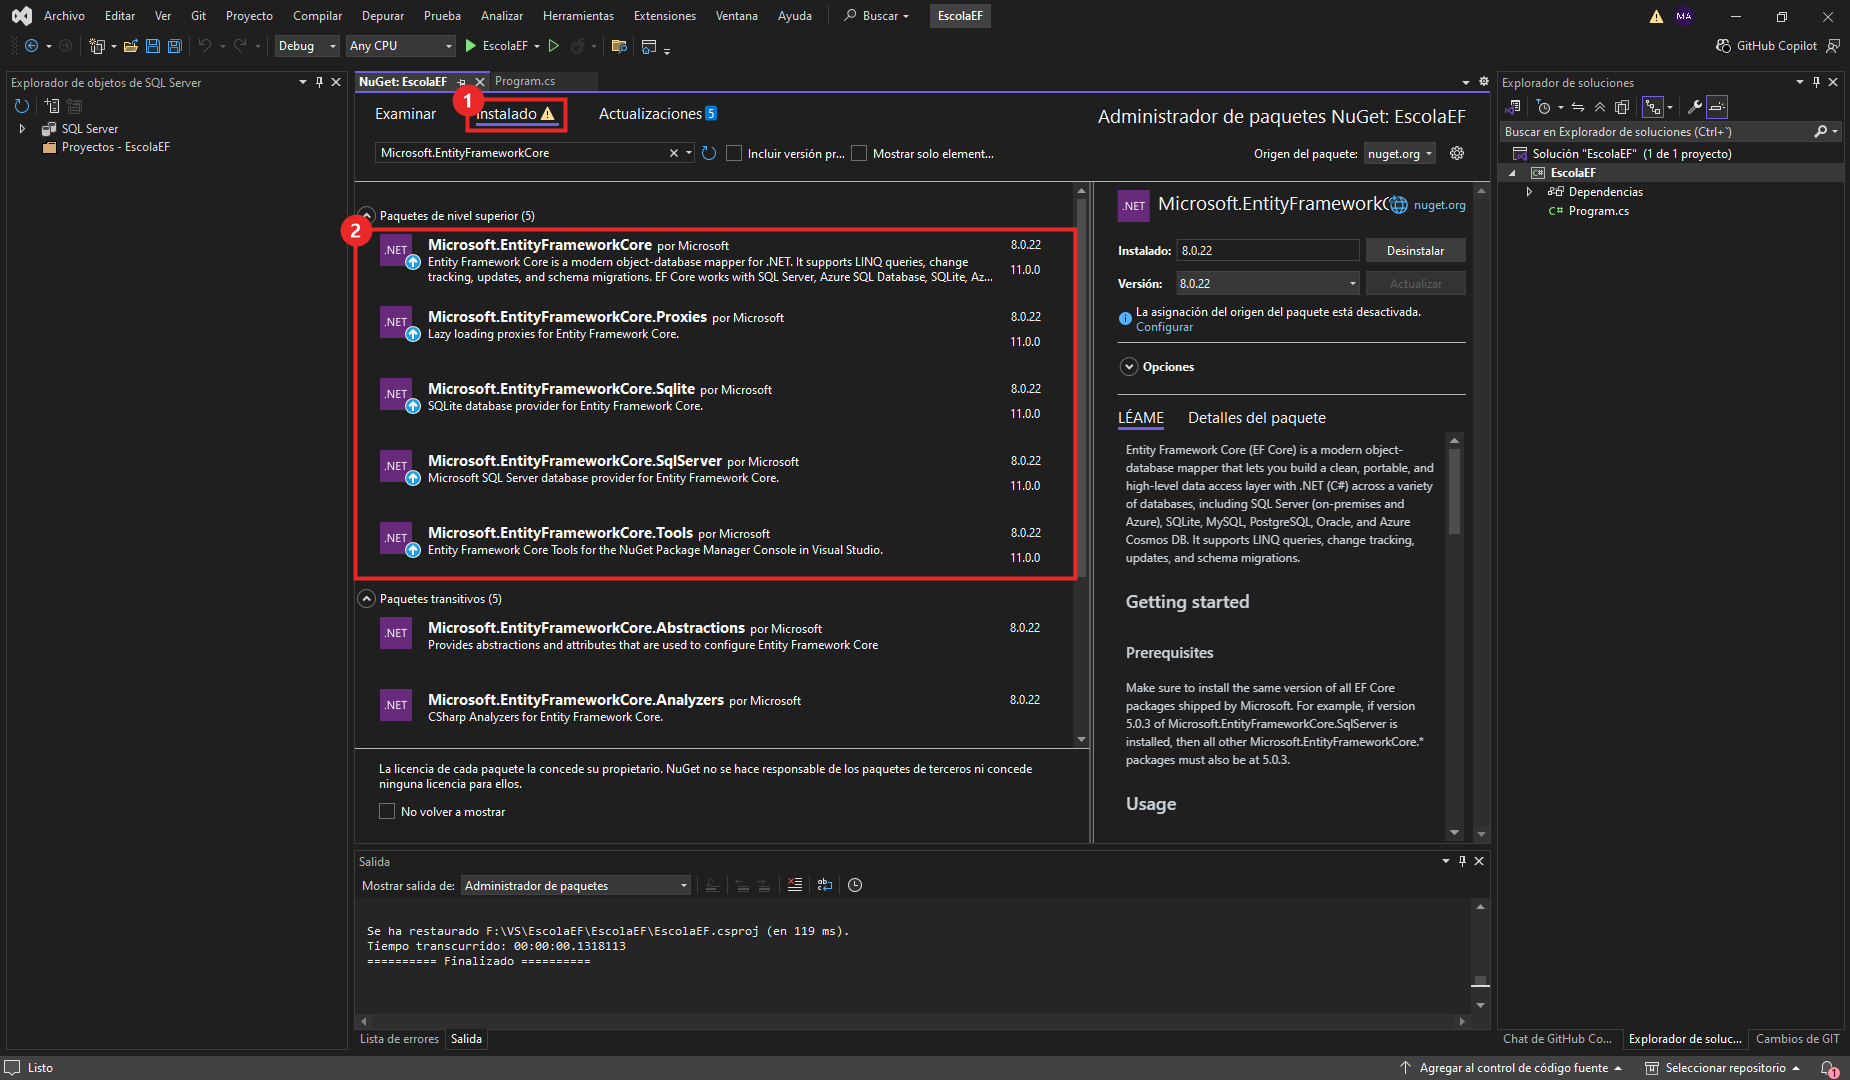 Archivo Editar Ver Git Proyecto Compilar Depurar Prueba Analizar Herramientas Extensiones Ventana Ayuda Buscar EscolaEF MA
Debug Any CPU EscolaEF GitHub Copilot
Explorador de objetos de SQL Server
SQL Server
Proyectos - EscolaEF
NuGet: EscolaEF Program.cs
1
Examinar Instalado Actualizaciones 5
Administrador de paquetes NuGet: EscolaEF
Microsoft.EntityFrameworkCore Incluir versión pr... Mostrar solo element...
Origen del paquete: nuget.org
Paquetes de nivel superior (5)
2
.NET Microsoft.EntityFrameworkCore por Microsoft 8.0.22
Entity Framework Core is a modern object-database mapper for .NET. It supports LINQ queries, change 11.0.0
tracking, updates, and schema migrations. EF Core works with SQL Server, Azure SQL Database, SQLite, Az...
.NET Microsoft.EntityFrameworkCore.Proxies por Microsoft 8.0.22
Lazy loading proxies for Entity Framework Core. 11.0.0
.NET Microsoft.EntityFrameworkCore.Sqlite por Microsoft 8.0.22
SQLite database provider for Entity Framework Core. 11.0.0
.NET Microsoft.EntityFrameworkCore.SqlServer por Microsoft 8.0.22
Microsoft SQL Server database provider for Entity Framework Core. 11.0.0
.NET Microsoft.EntityFrameworkCore.Tools por Microsoft 8.0.22
Entity Framework Core Tools for the NuGet Package Manager Console in Visual Studio. 11.0.0
Paquetes transitivos (5)
.NET Microsoft.EntityFrameworkCore.Abstractions por Microsoft 8.0.22
Provides abstractions and attributes that are used to configure Entity Framework Core
.NET Microsoft.EntityFrameworkCore.Analyzers por Microsoft 8.0.22
CSharp Analyzers for Entity Framework Core.
La licencia de cada paquete la concede su propietario. NuGet no se hace responsable de los paquetes de terceros ni concede
ninguna licencia para ellos.
No volver a mostrar
.NET Microsoft.EntityFrameworkC nuget.org
Instalado: 8.0.22 Desinstalar
Versión: 8.0.22 Actualizar
La asignación del origen del paquete está desactivada.
Configurar
Opciones
LÉAME Detalles del paquete
Entity Framework Core (EF Core) is a modern object-
database mapper that lets you build a clean, portable, and
high-level data access layer with .NET (C#) across a variety
of databases, including SQL Server (on-premises and
Azure), SQLite, MySQL, PostgreSQL, Oracle, and Azure
Cosmos DB. It supports LINQ queries, change tracking,
updates, and schema migrations.
Getting started
Prerequisites
Make sure to install the same version of all EF Core
packages shipped by Microsoft. For example, if version
5.0.3 of Microsoft.EntityFrameworkCore.SqlServer is
installed, then all other Microsoft.EntityFrameworkCore.*
packages must also be at 5.0.3.
Usage
Salida
Mostrar salida de: Administrador de paquetes
Se ha restaurado F:\VS\EscolaEF\EscolaEF\EscolaEF.csproj (en 119 ms).
Tiempo transcurrido: 00:00:00.1318113
========== Finalizado ==========
Lista de errores Salida
Explorador de soluciones
Buscar en Explorador de soluciones (Ctrl+`)
Solución "EscolaEF" (1 de 1 proyecto)
C# EscolaEF
Dependencias
C# Program.cs
Chat de GitHub Co... Explorador de soluc... Cambios de GIT
Listo
Agregar al control de código fuente Seleccionar repositorio 1